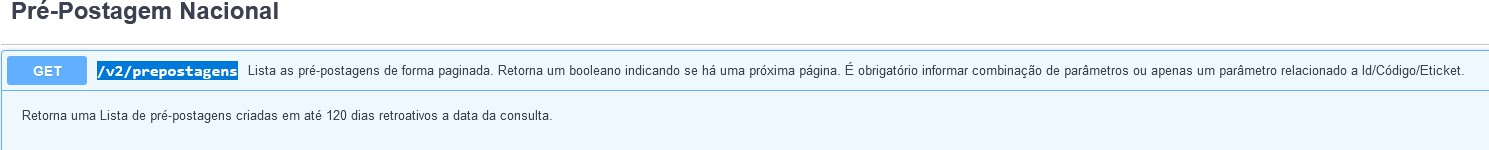 Pré-Postagem Nacional
GET /v2/prepostagens Lista as pré-postagens de forma paginada. Retorna um booleano indicando se há uma próxima página. É obrigatório informar combinação de parâmetros ou apenas um parâmetro relacionado a Id/Código/Eticket.
Retorna uma Lista de pré-postagens criadas em até 120 dias retroativos a data da consulta.